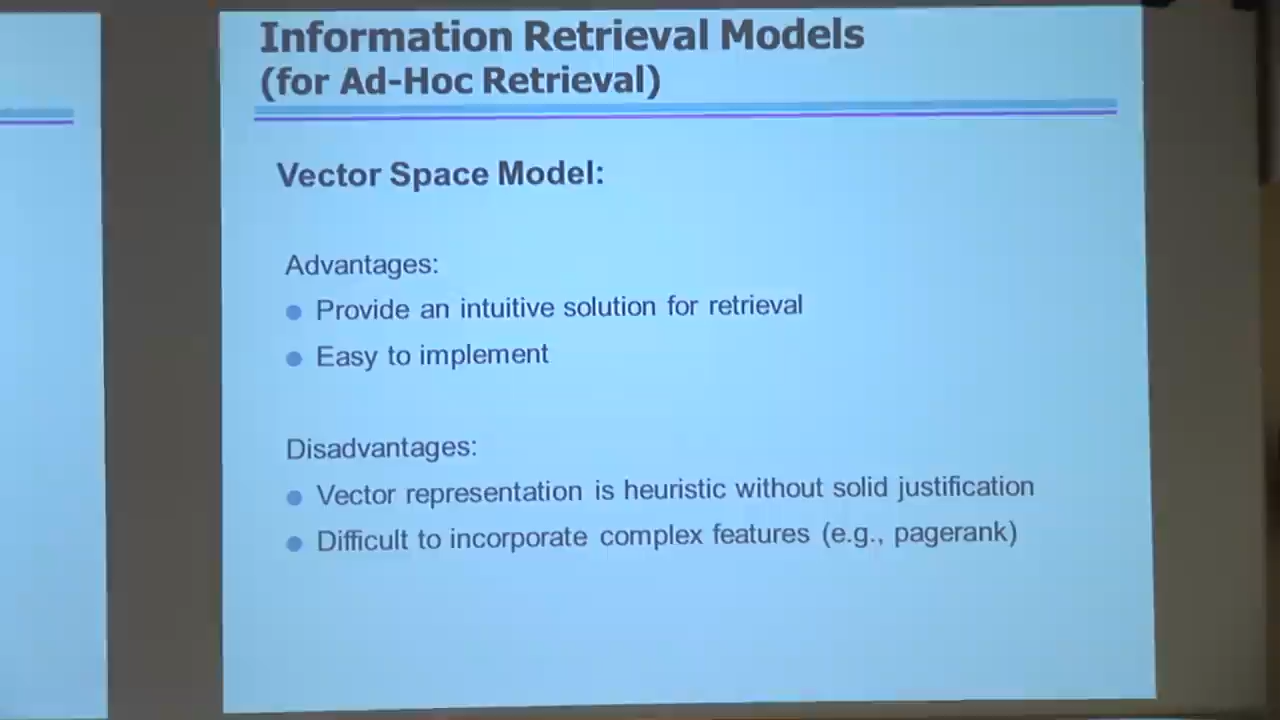 Information Retrieval Models
(for Ad-Hoc Retrieval)
Vector Space Model:
Advantages:
Provide an intuitive solution for retrieval
Easy to implement
Disadvantages:
Vector representation is heuristic without solid justification
Difficult to incorporate complex features (e.g., pagerank)